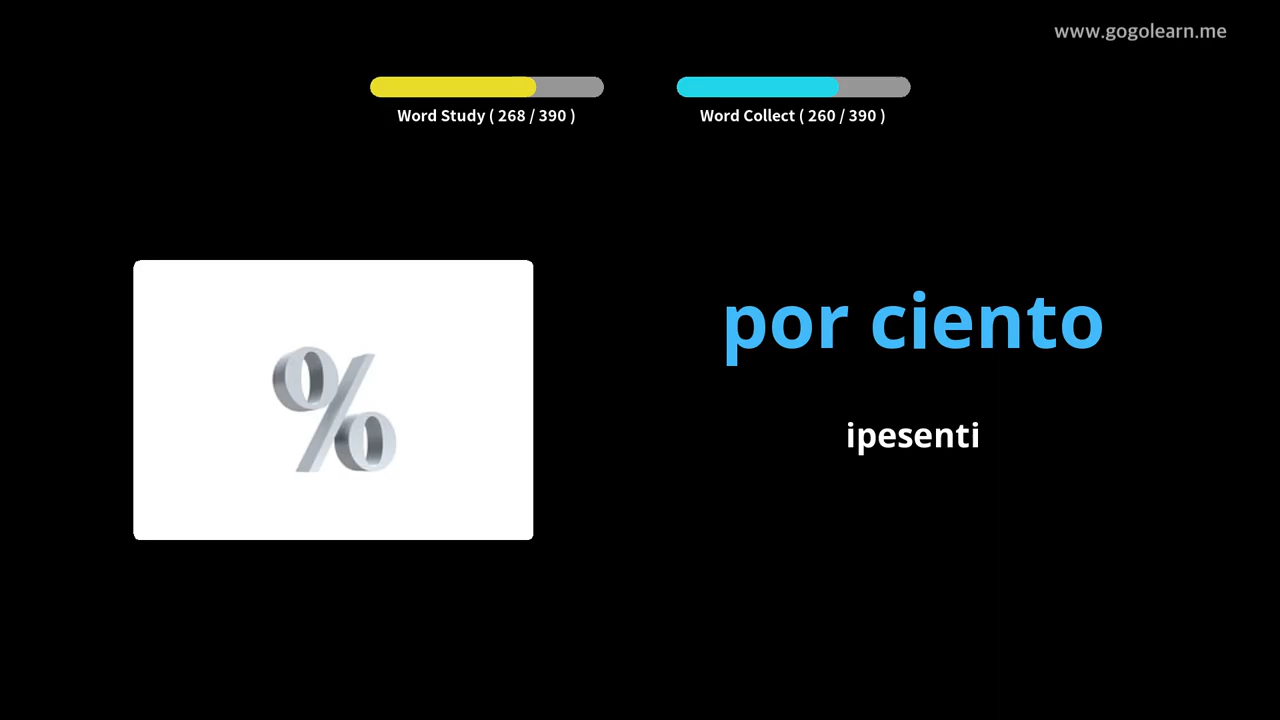 www.gogolearn.me
Word Study ( 268 / 390 )
Word Collect ( 260 / 390 )
%
por ciento
ipesenti